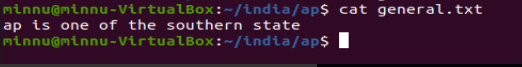 minnu@minnu-VirtualBox:~/india/ap$ cat general.txt
ap is one of the southern state
minnu@minnu-VirtualBox:~/india/ap$